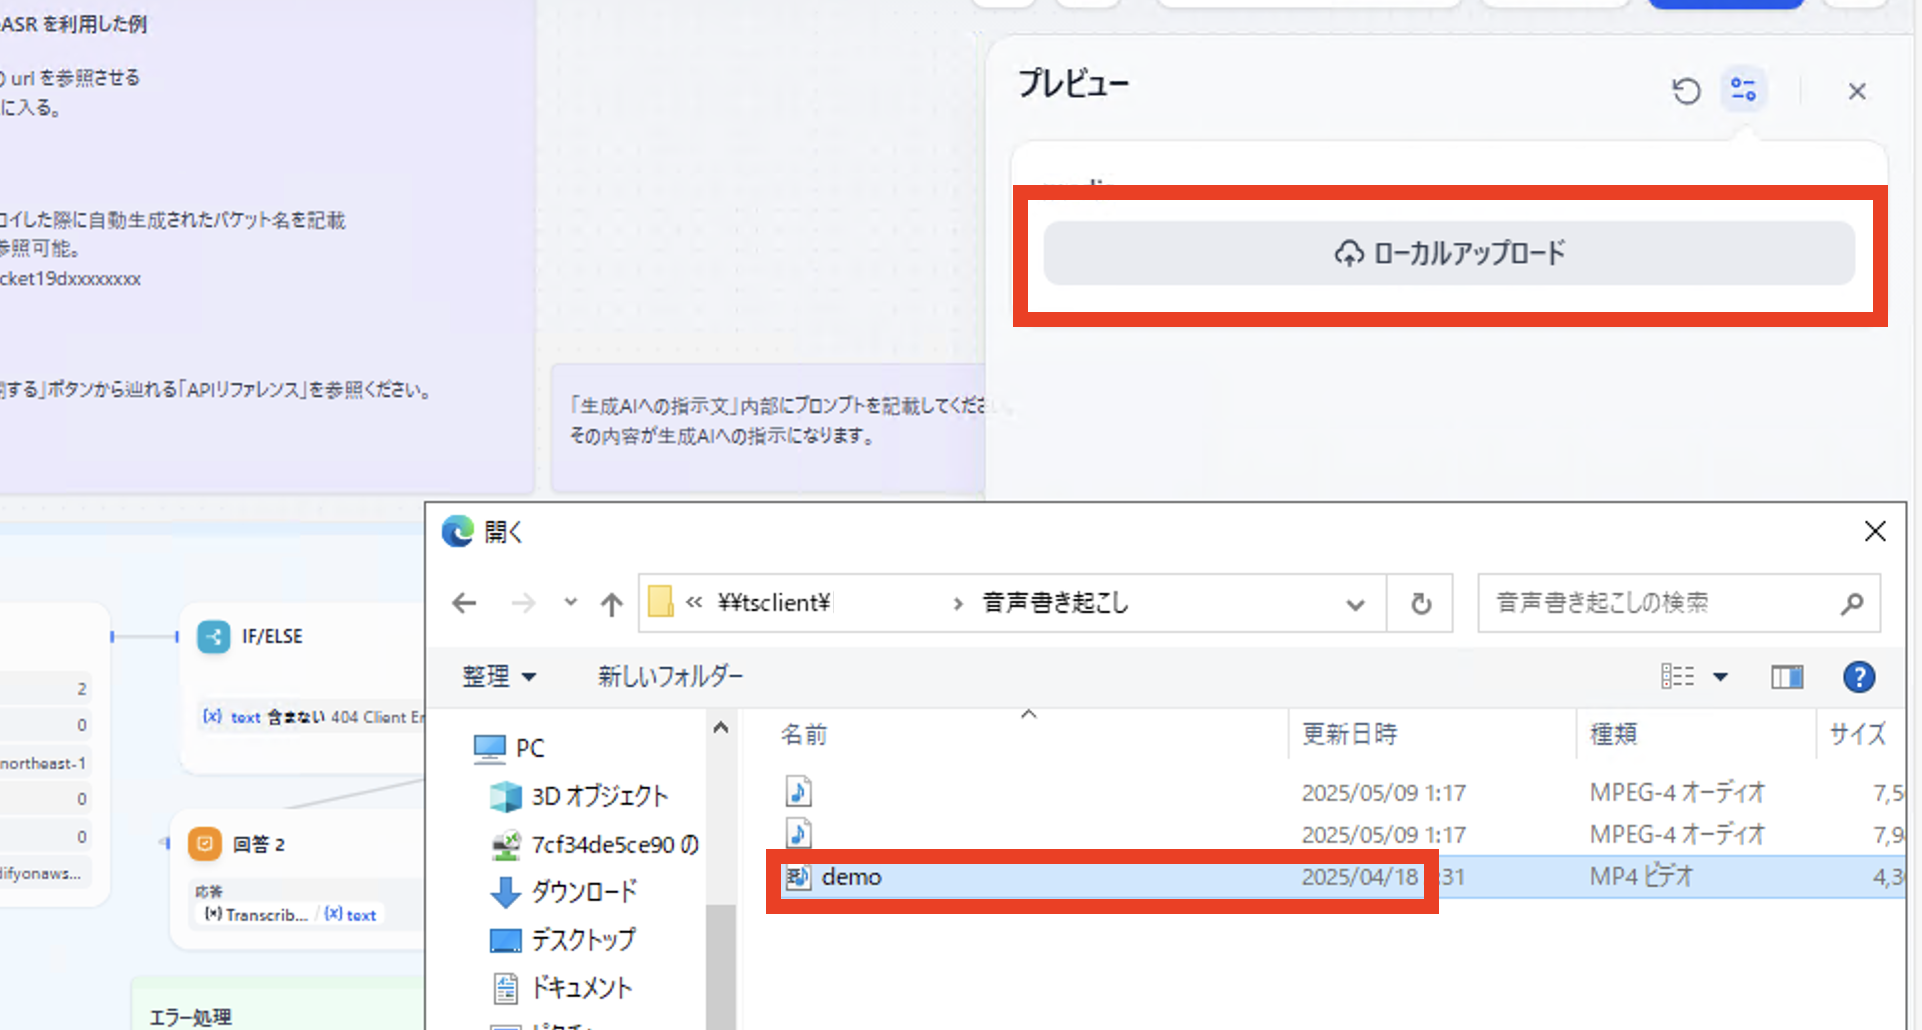 ASR を利用した例
url を参照させる
に入る。
コイした際に自動生成されたバケット名を記載
参照可能。
cket19dxxxxxxxx
する」ボタンから辿れる「APIリファレンス」を参照ください。
「生成AIへの指示文」内部にプロンプトを記載してくださ
その内容が生成AIへの指示になります。
プレビュー
ローカルアップロード
2
0
northeast-1
0
0
difyonaws...
IF/ELSE
{x} text 含まない 404 Client Er
回答 2
応答
{x} Transcrib... / {x} text
エラー処理
開く
« ¥¥tsclient¥ › 音声書き起こし
音声書き起こしの検索
整理
新しいフォルダー
PC
3D オブジェクト
7cf34de5ce90 の
ダウンロード
デスクトップ
ドキュメント
名前 更新日時 種類 サイズ
2025/05/09 1:17 MPEG-4 オーディオ 7,5
2025/05/09 1:17 MPEG-4 オーディオ 7,9
demo 2025/04/18 :31 MP4 ビデオ 4,3